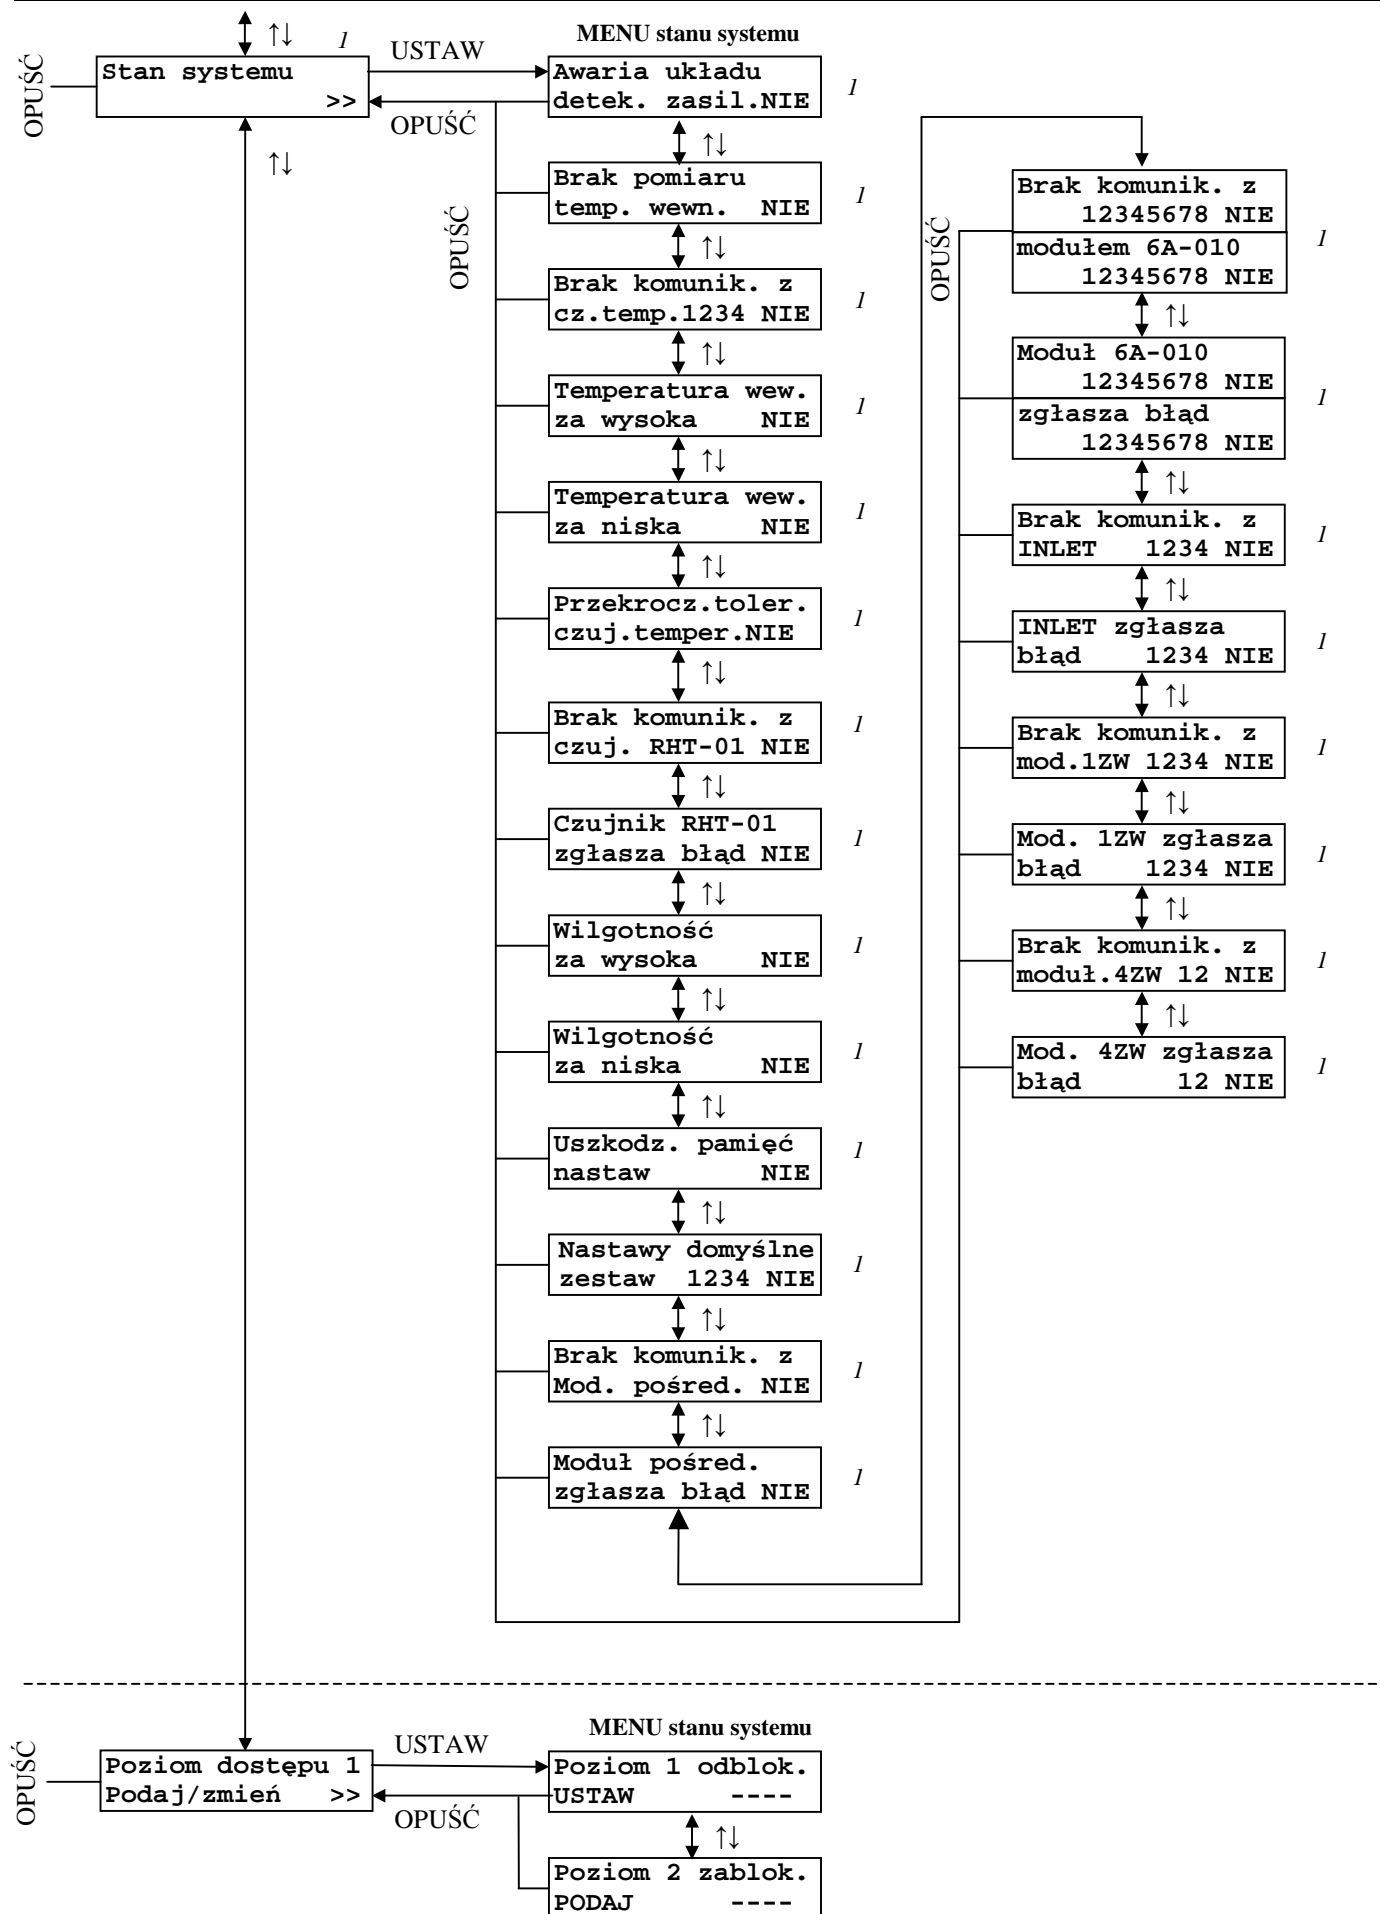 ↑↓ 1
OPUŚĆ
Stan systemu
>>
USTAW
OPUŚĆ
↑↓
MENU stanu systemu
Awaria układu
detek. zasil.NIE
1
↑↓
OPUŚĆ
Brak pomiaru
temp. wewn. NIE
1
↑↓
Brak komunik. z
cz.temp.1234 NIE
1
↑↓
Temperatura wew.
za wysoka NIE
1
↑↓
Temperatura wew.
za niska NIE
1
↑↓
Przekrocz.toler.
czuj.temper.NIE
1
↑↓
Brak komunik. z
czuj. RHT-01 NIE
1
↑↓
Czujnik RHT-01
zgłasza błąd NIE
1
↑↓
Wilgotność
za wysoka NIE
1
↑↓
Wilgotność
za niska NIE
1
↑↓
Uszkodz. pamięć
nastaw NIE
1
↑↓
Nastawy domyślne
zestaw 1234 NIE
1
↑↓
Brak komunik. z
Mod. pośred. NIE
1
↑↓
Moduł pośred.
zgłasza błąd NIE
1
OPUŚĆ
Brak komunik. z
12345678 NIE
modułem 6A-010
12345678 NIE
1
↑↓
Moduł 6A-010
12345678 NIE
zgłasza błąd
12345678 NIE
1
↑↓
Brak komunik. z
INLET 1234 NIE
1
↑↓
INLET zgłasza
błąd 1234 NIE
1
↑↓
Brak komunik. z
mod.1ZW 1234 NIE
1
↑↓
Mod. 1ZW zgłasza
błąd 1234 NIE
1
↑↓
Brak komunik. z
moduł.4ZW 12 NIE
1
↑↓
Mod. 4ZW zgłasza
błąd 12 NIE
1
OPUŚĆ
Poziom dostępu 1
Podaj/zmień >>
USTAW
OPUŚĆ
MENU stanu systemu
Poziom 1 odblok.
USTAW ----
↑↓
Poziom 2 zablok.
PODAJ ----